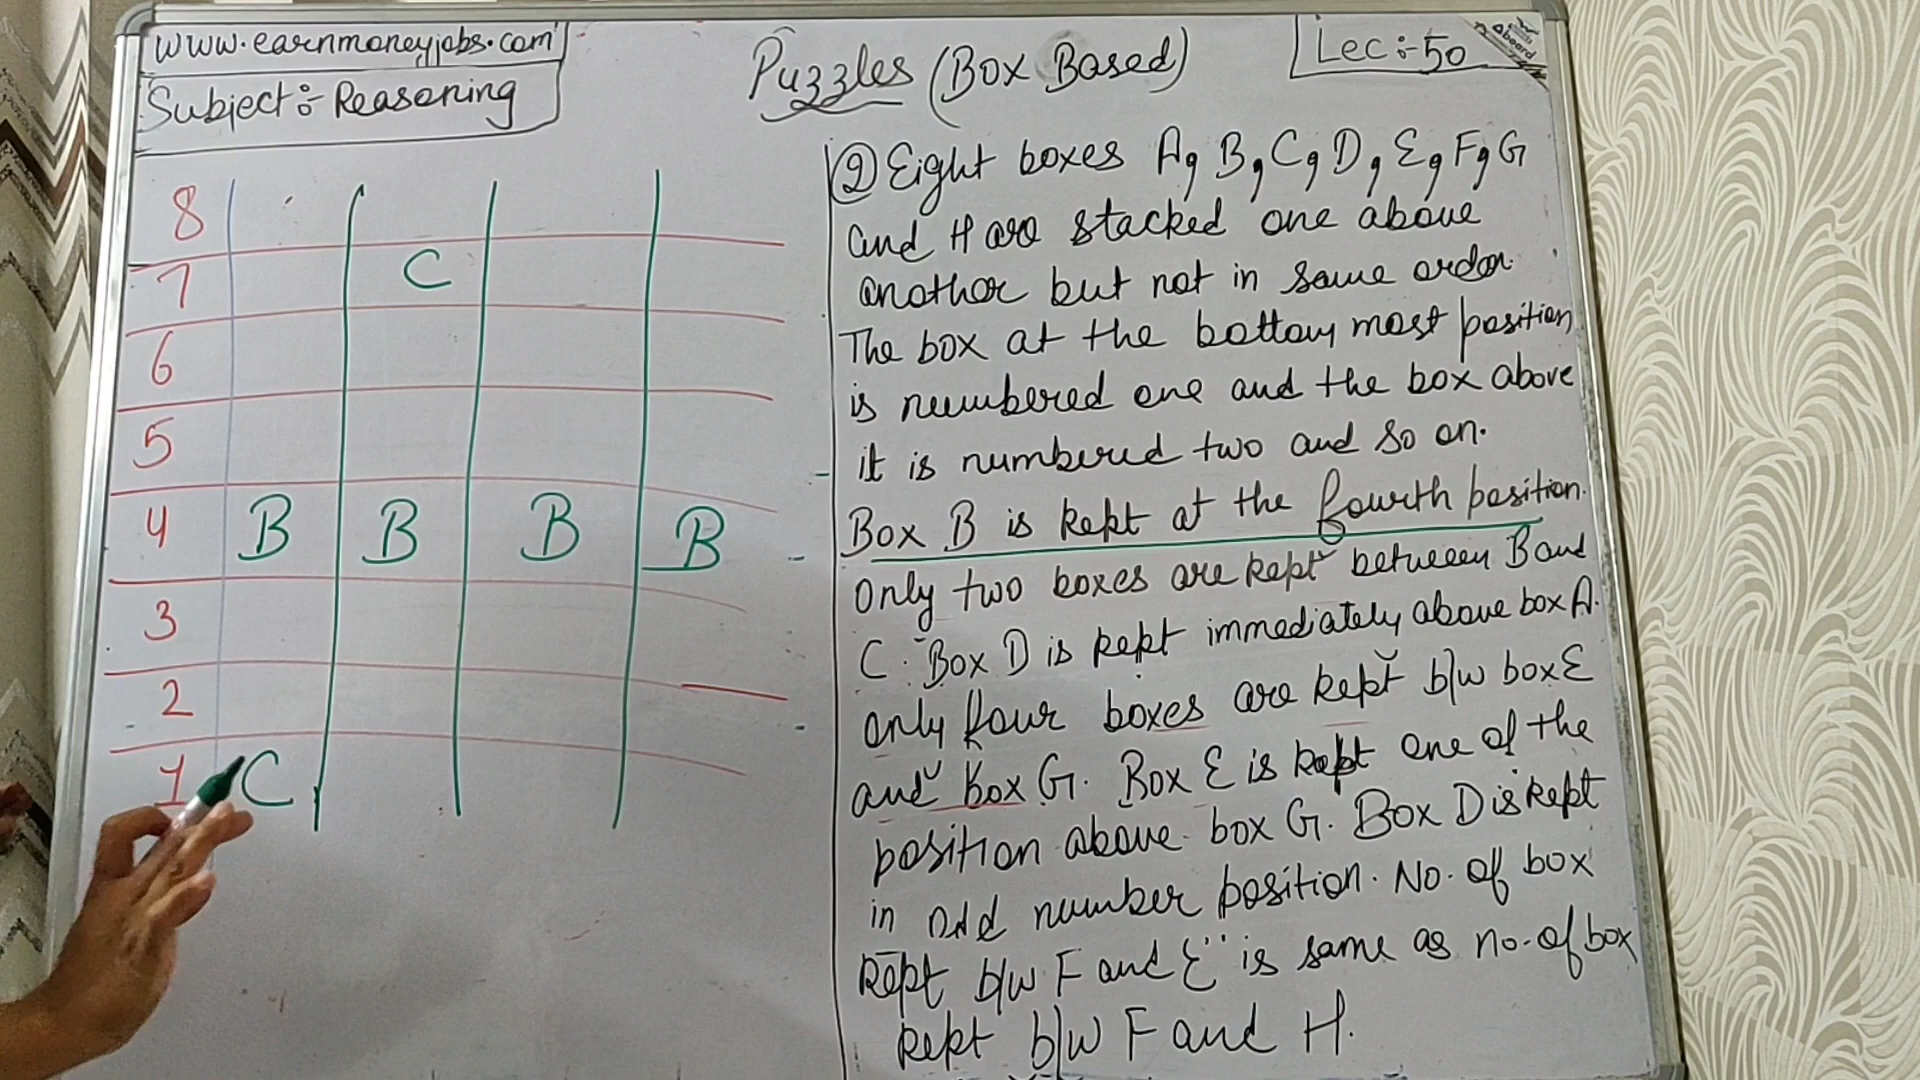 www.earnmoneyjobs.com
Subject:- Reasoning
Puzzles (Box Based)
Lec:-50
8
7 C
6
5
4 B B B B
3
2
1 C
② Eight boxes A, B, C, D, E, F, G
and H are stacked one above
another but not in same order.
The box at the bottom most position
is numbered one and the box above
it is numbered two and so on.
Box B is kept at the fourth position.
Only two boxes are kept between B and
C. Box D is kept immediately above box A.
only four boxes are kept b/w box E
and box G. Box E is kept one of the
position above box G. Box D is kept
in odd number position. No. of box
kept b/w F and E is same as no. of box
kept b/w F and H.